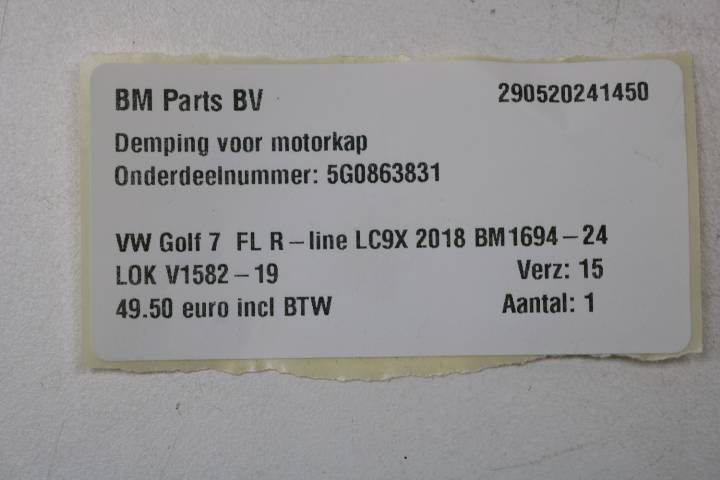 BM Parts BV 290520241450
Demping voor motorkap
Onderdeelnummer: 5G0863831
VW Golf 7 FL R-line LC9X 2018 BM1694-24
LOK V1582-19 Verz: 15
49.50 euro incl BTW Aantal: 1